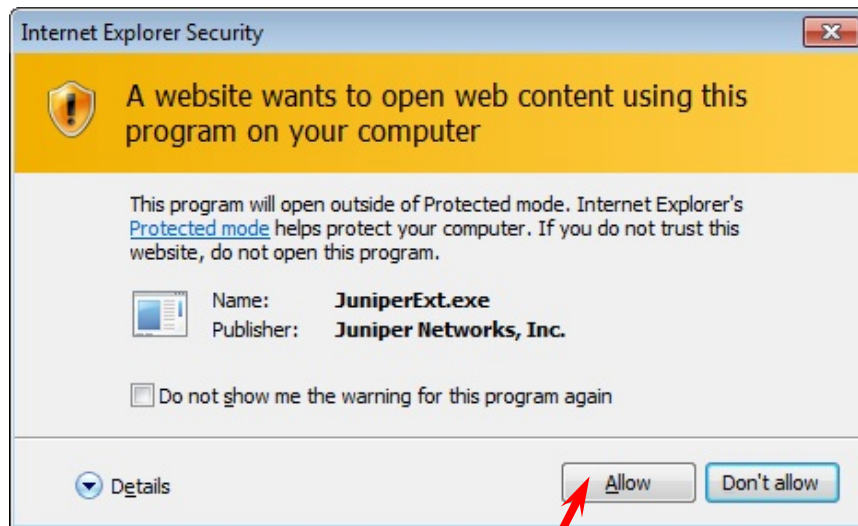 Internet Explorer Security
A website wants to open web content using this
program on your computer
This program will open outside of Protected mode. Internet Explorer's
Protected mode helps protect your computer. If you do not trust this
website, do not open this program.
Name: JuniperExt.exe
Publisher: Juniper Networks, Inc.
Do not show me the warning for this program again
Details
Allow
Don't allow